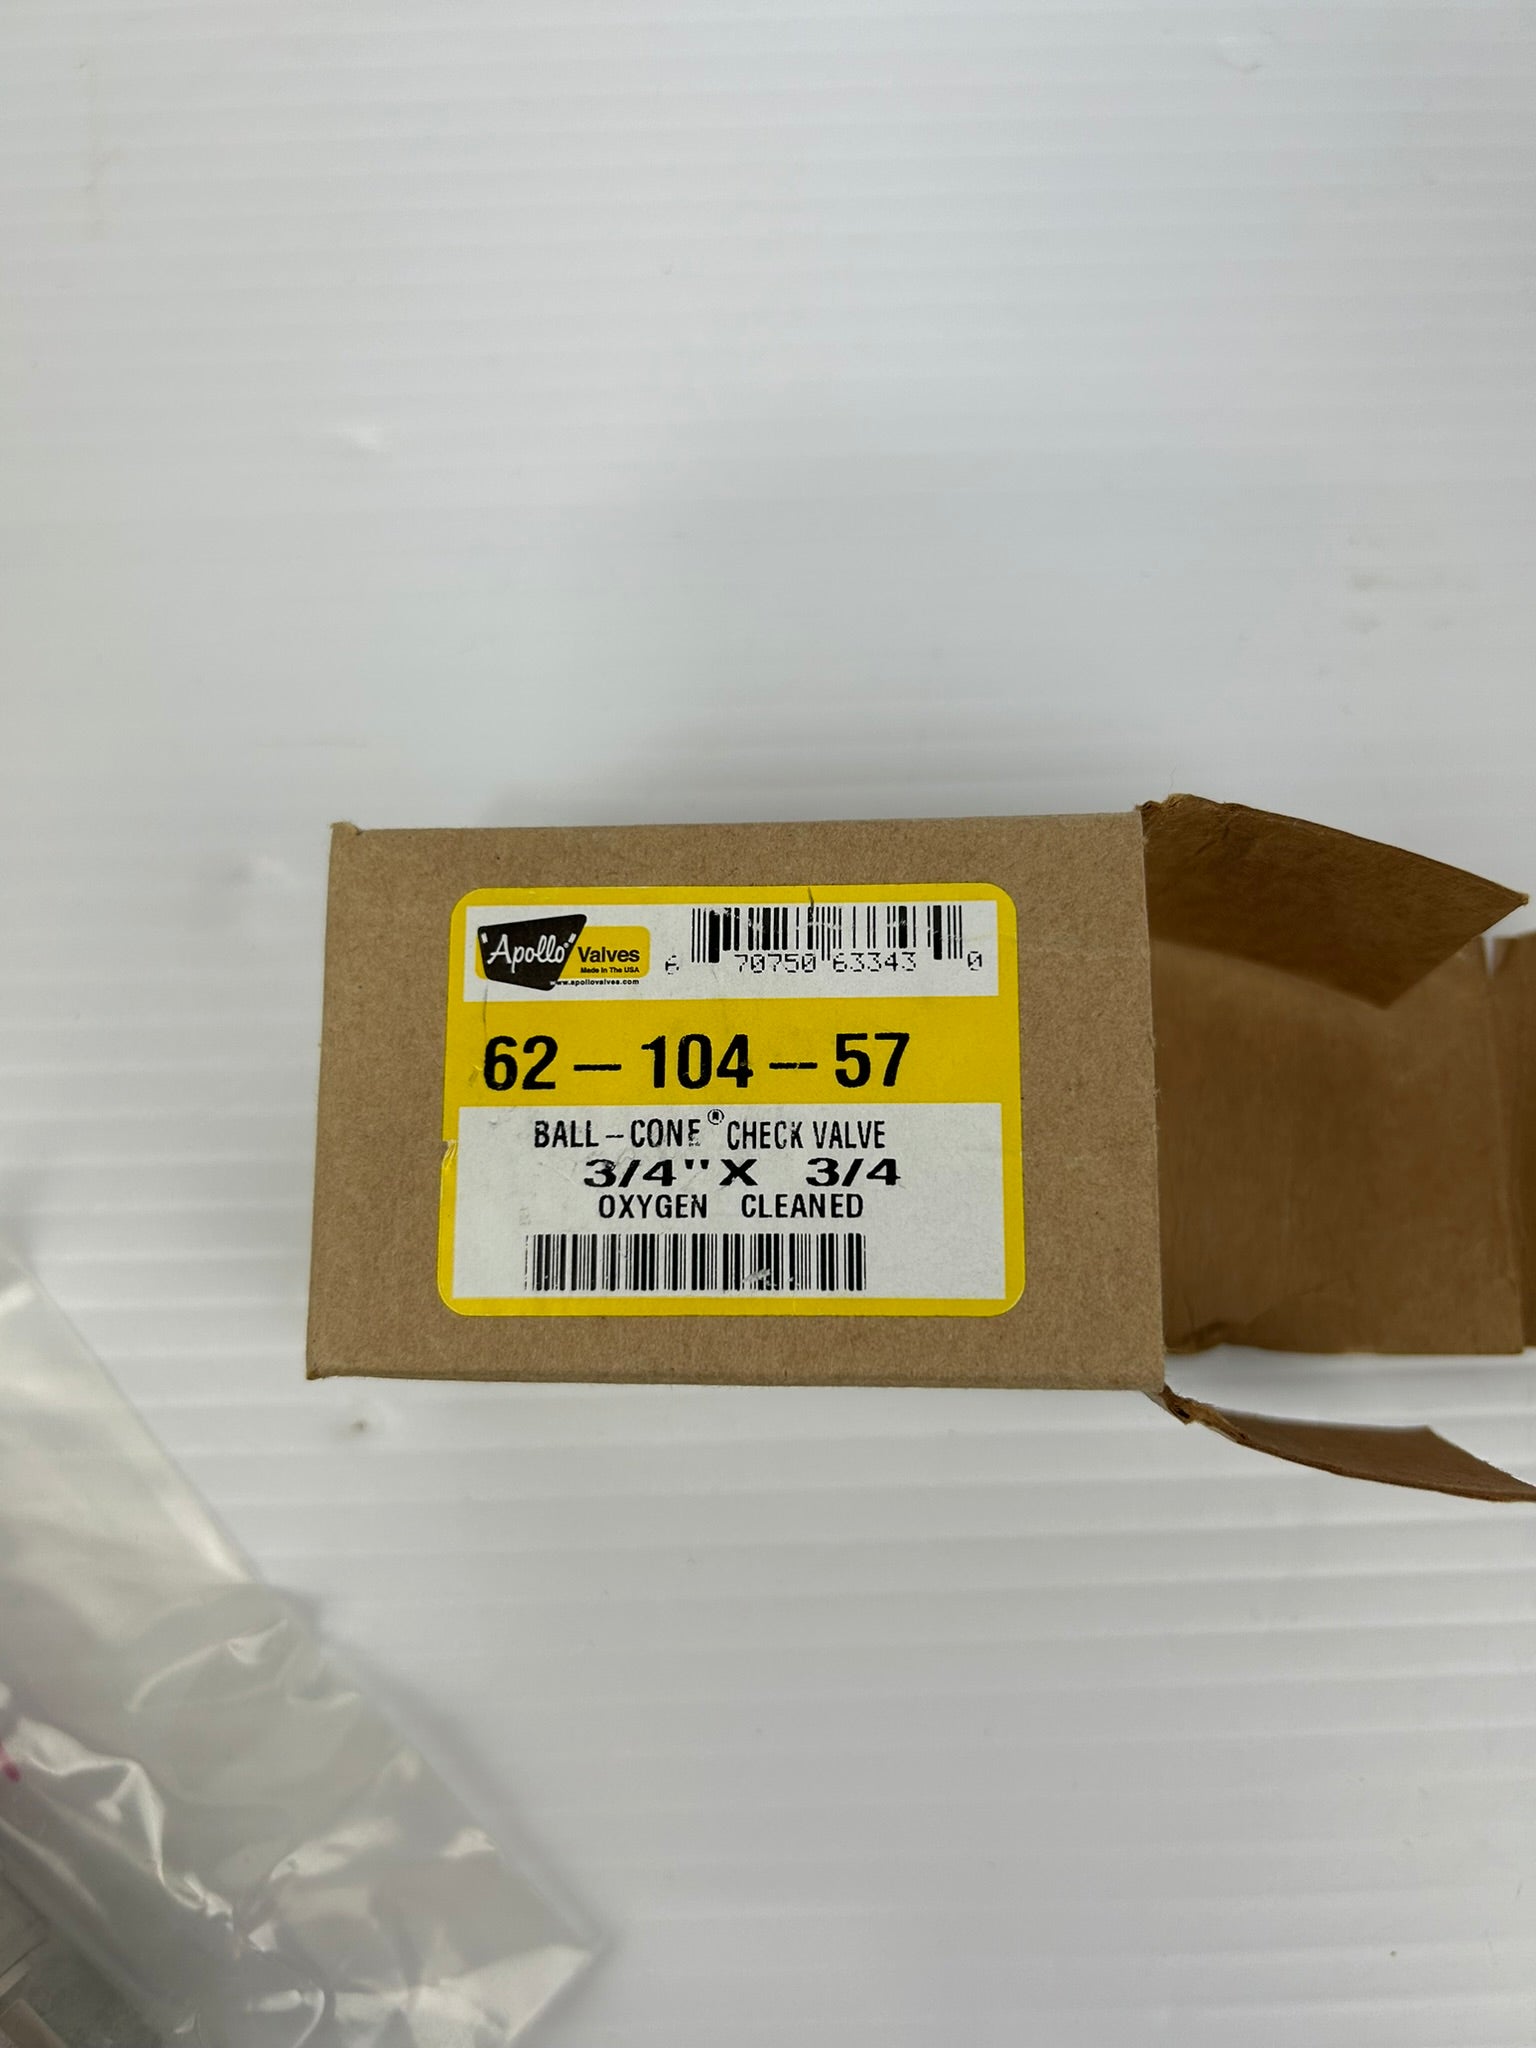 Apollo® Valves
Made In The USA
www.apollovalves.com
6 70750 63343 0
62-104-57
BALL-CONE® CHECK VALVE
3/4" X 3/4
OXYGEN CLEANED